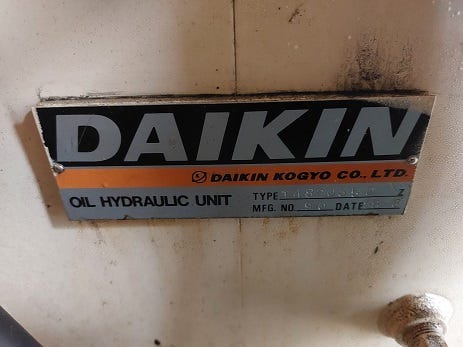 DAIKIN
DAIKIN KOGYO CO., LTD.
OIL HYDRAULIC UNIT
TYPE Z
MFG. NO DATE